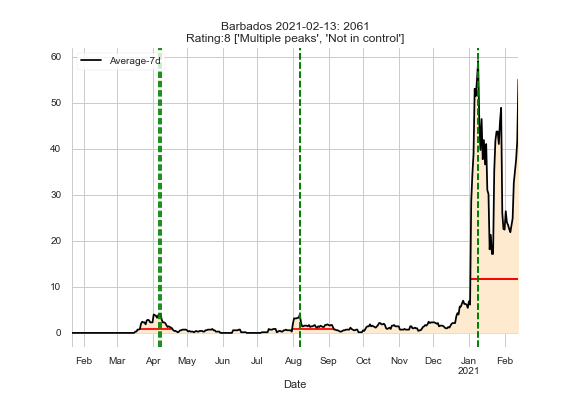 Barbados 2021-02-13: 2061
Rating:8 ['Multiple peaks', 'Not in control']
Average-7d
60
50
40
30
20
10
0
Feb Mar Apr May Jun Jul Aug Sep Oct Nov Dec Jan Feb
2021
Date